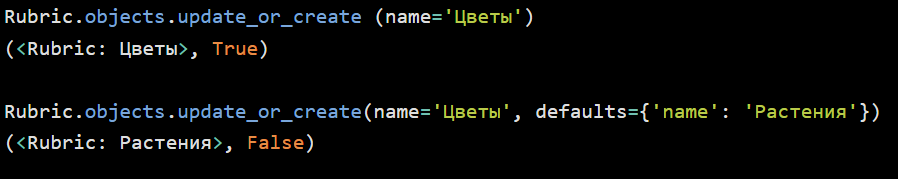 Rubric.objects.update_or_create (name='Цветы')
(<Rubric: Цветы>, True)
Rubric.objects.update_or_create(name='Цветы', defaults={'name': 'Растения'})
(<Rubric: Растения>, False)